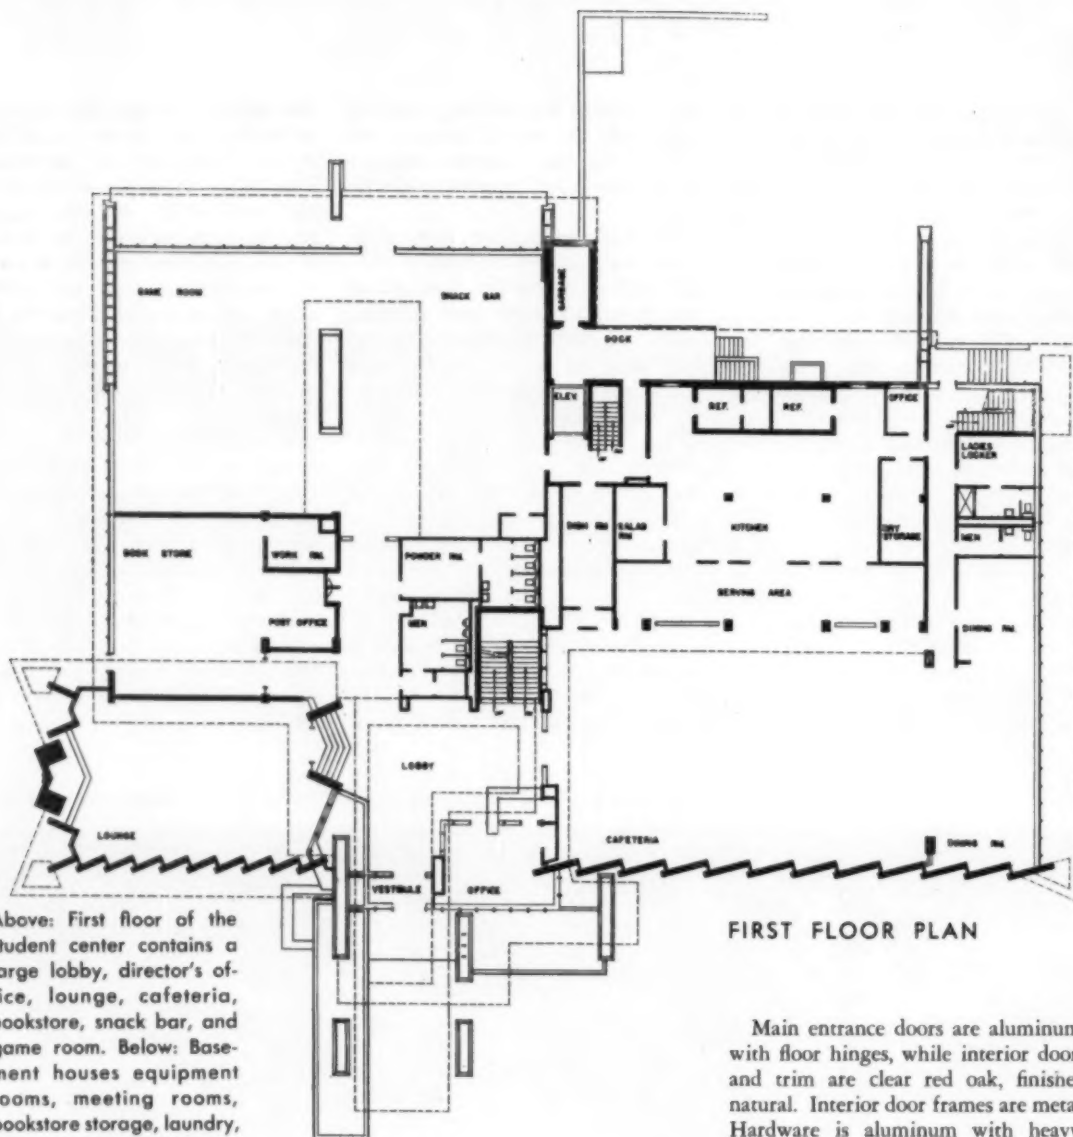 GAME ROOM
SNACK BAR
GARBAGE
DOCK
ELEV.
REF.
REF.
OFFICE
LADIES
LOCKER
BOOK STORE
WORK RM.
POWDER RM.
DISH RM.
SALAD
RM.
KITCHEN
DRY
STORAGE
MEN
SERVING AREA
POST OFFICE
MEN
DINING RM.
LOBBY
LOUNGE
CAFETERIA
DINING RM.
VESTIBULE
OFFICE
FIRST FLOOR PLAN
Above: First floor of the
student center contains a
large lobby, director's of-
fice, lounge, cafeteria,
bookstore, snack bar, and
game room. Below: Base-
ment houses equipment
rooms, meeting rooms,
bookstore storage, laundry,
Main entrance doors are aluminum
with floor hinges, while interior door
and trim are clear red oak, finishe
natural. Interior door frames are meta
Hardware is aluminum with heavy